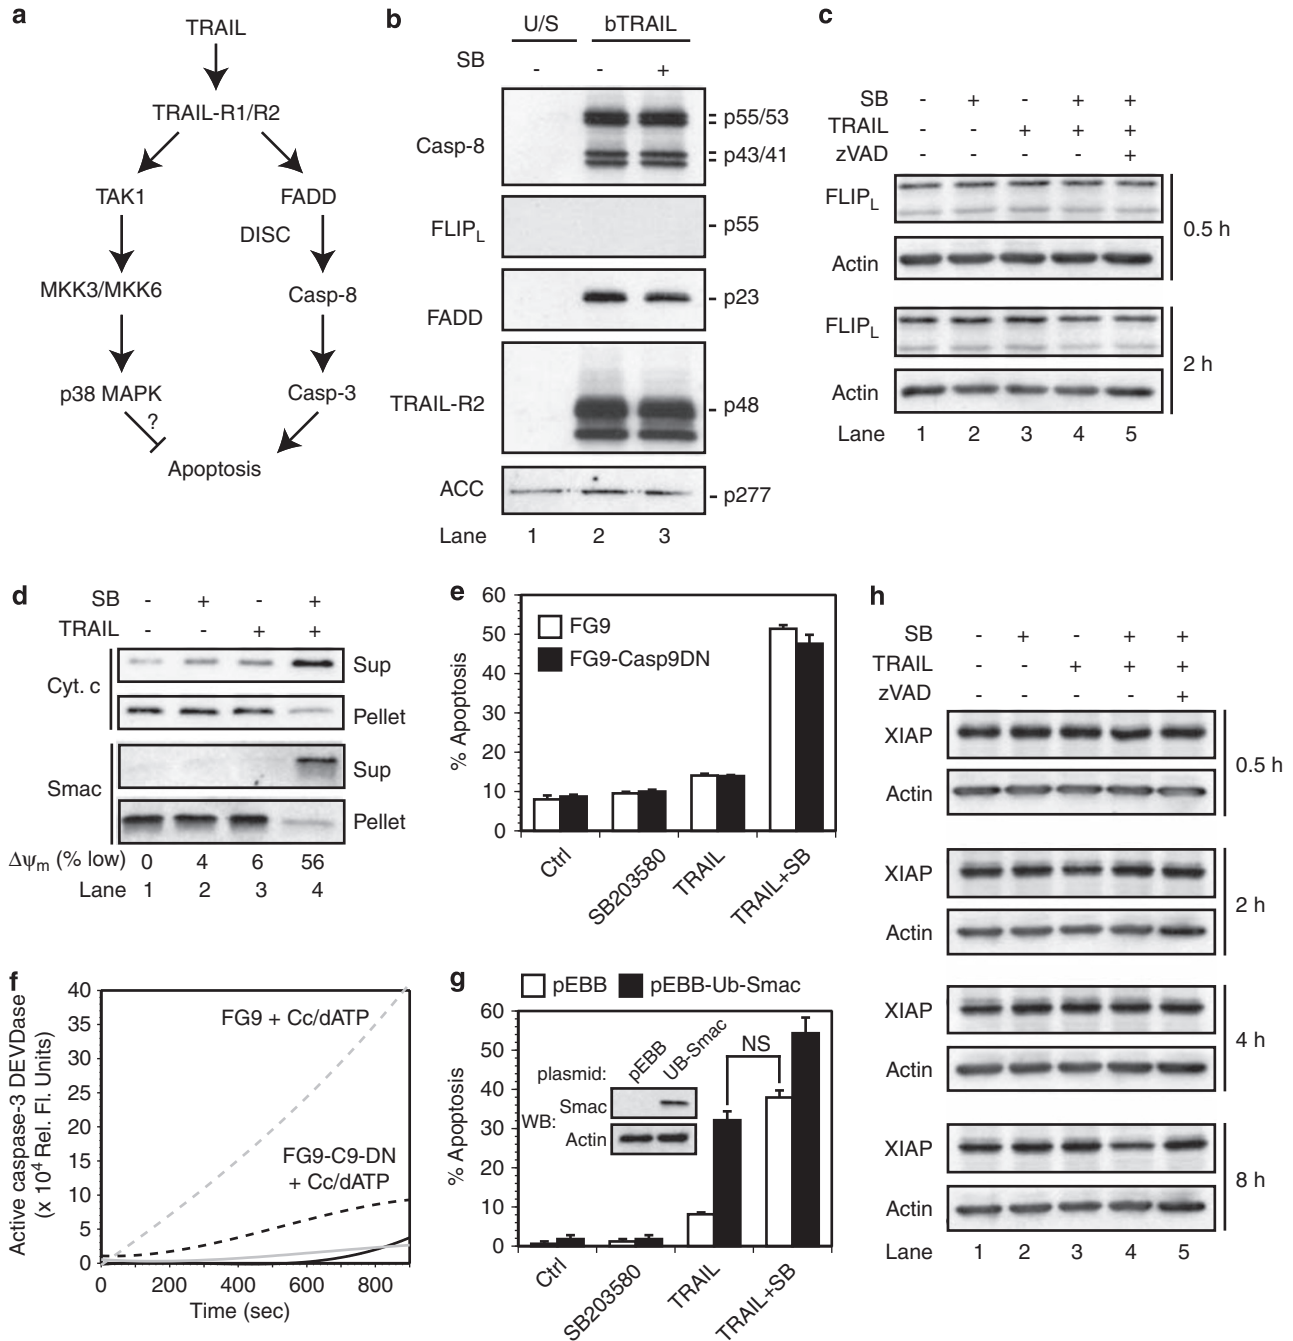 a
TRAIL
TRAIL-R1/R2
TAK1 FADD
DISC
MKK3/MKK6 Casp-8
p38 MAPK Casp-3
?
Apoptosis
b
U/S bTRAIL
SB - - +
Casp-8 p55/53
p43/41
FLIPL p55
FADD p23
TRAIL-R2 p48
ACC p277
Lane 1 2 3
c
SB - + - + +
TRAIL - - + + +
zVAD - - - - +
FLIPL
Actin
0.5 h
FLIPL
Actin
2 h
Lane 1 2 3 4 5
d
SB - + - +
TRAIL - - + +
Cyt. c Sup
Pellet
Smac Sup
Pellet
Δψm (% low) 0 4 6 56
Lane 1 2 3 4
e
% Apoptosis
60
50
40
30
20
10
0
FG9
FG9-Casp9DN
Ctrl
SB203580
TRAIL
TRAIL+SB
f
Active caspase-3 DEVDase
(x 10⁴ Rel. Fl. Units)
40
35
30
25
20
15
10
5
0
FG9 + Cc/dATP
FG9-C9-DN
+ Cc/dATP
0 200 400 600 800
Time (sec)
g
pEBB pEBB-Ub-Smac
% Apoptosis
60
50
40
30
20
10
0
plasmid: pEBB UB-Smac
WB: Smac
Actin
NS
Ctrl
SB203580
TRAIL
TRAIL+SB
h
SB - + - + +
TRAIL - - + + +
zVAD - - - - +
XIAP
Actin
0.5 h
XIAP
Actin
2 h
XIAP
Actin
4 h
XIAP
Actin
8 h
Lane 1 2 3 4 5